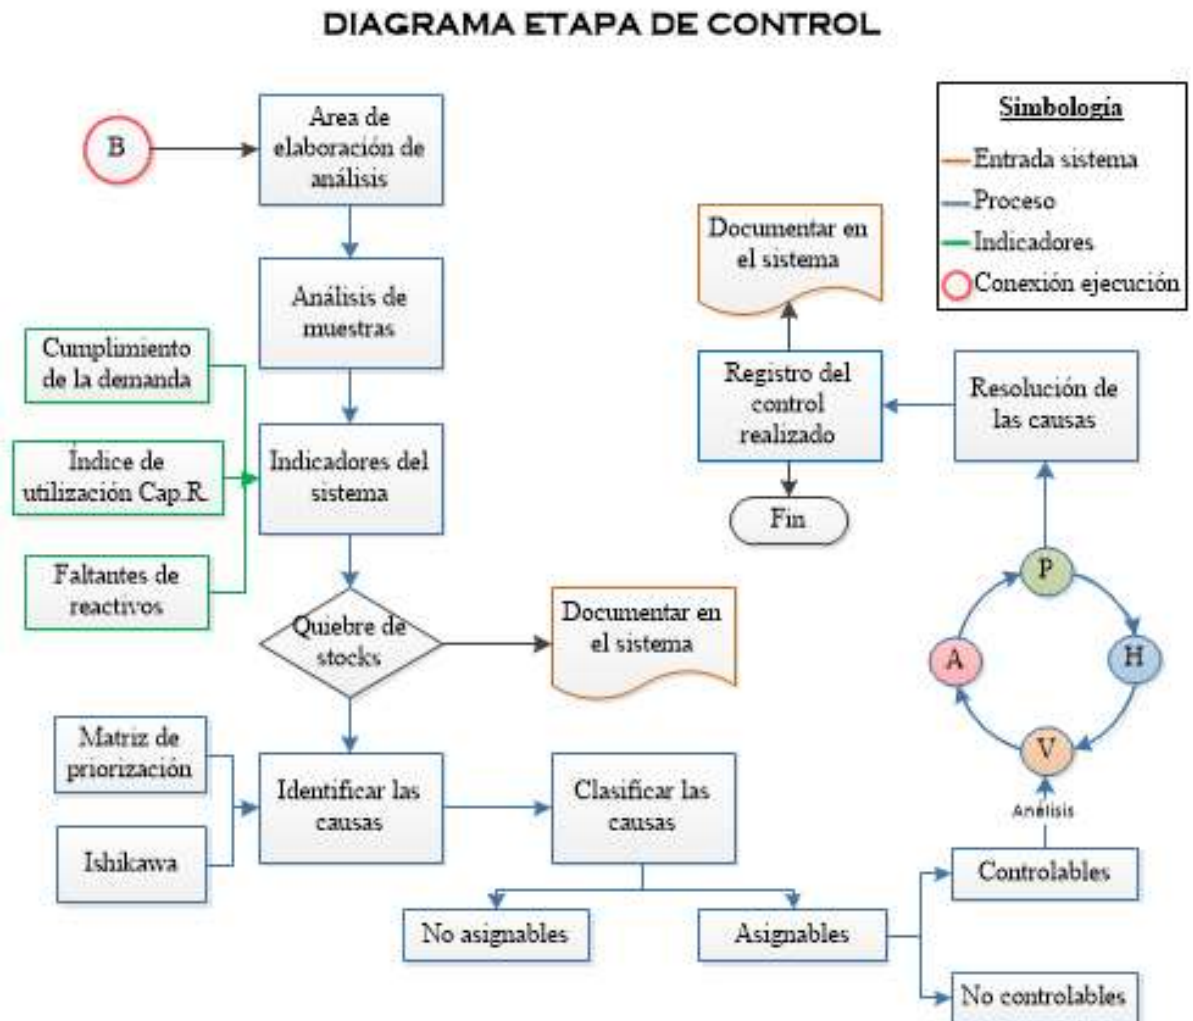 DIAGRAMA ETAPA DE CONTROL
B
Area de
elaboración de
análisis
Simbología
Entrada sistema
Proceso
Indicadores
Conexión ejecución
Documentar en
el sistema
Análisis de
muestras
Cumplimiento
de la demanda
Registro del
control
realizado
Resolución de
las causas
Índice de
utilización Cap.R.
Indicadores del
sistema
Fin
Faltantes de
reactivos
Quiebre de
stocks
Documentar en
el sistema
P
A
H
V
Análisis
Matriz de
priorización
Identificar las
causas
Clasificar las
causas
Ishikawa
Controlables
No asignables
Asignables
No controlables